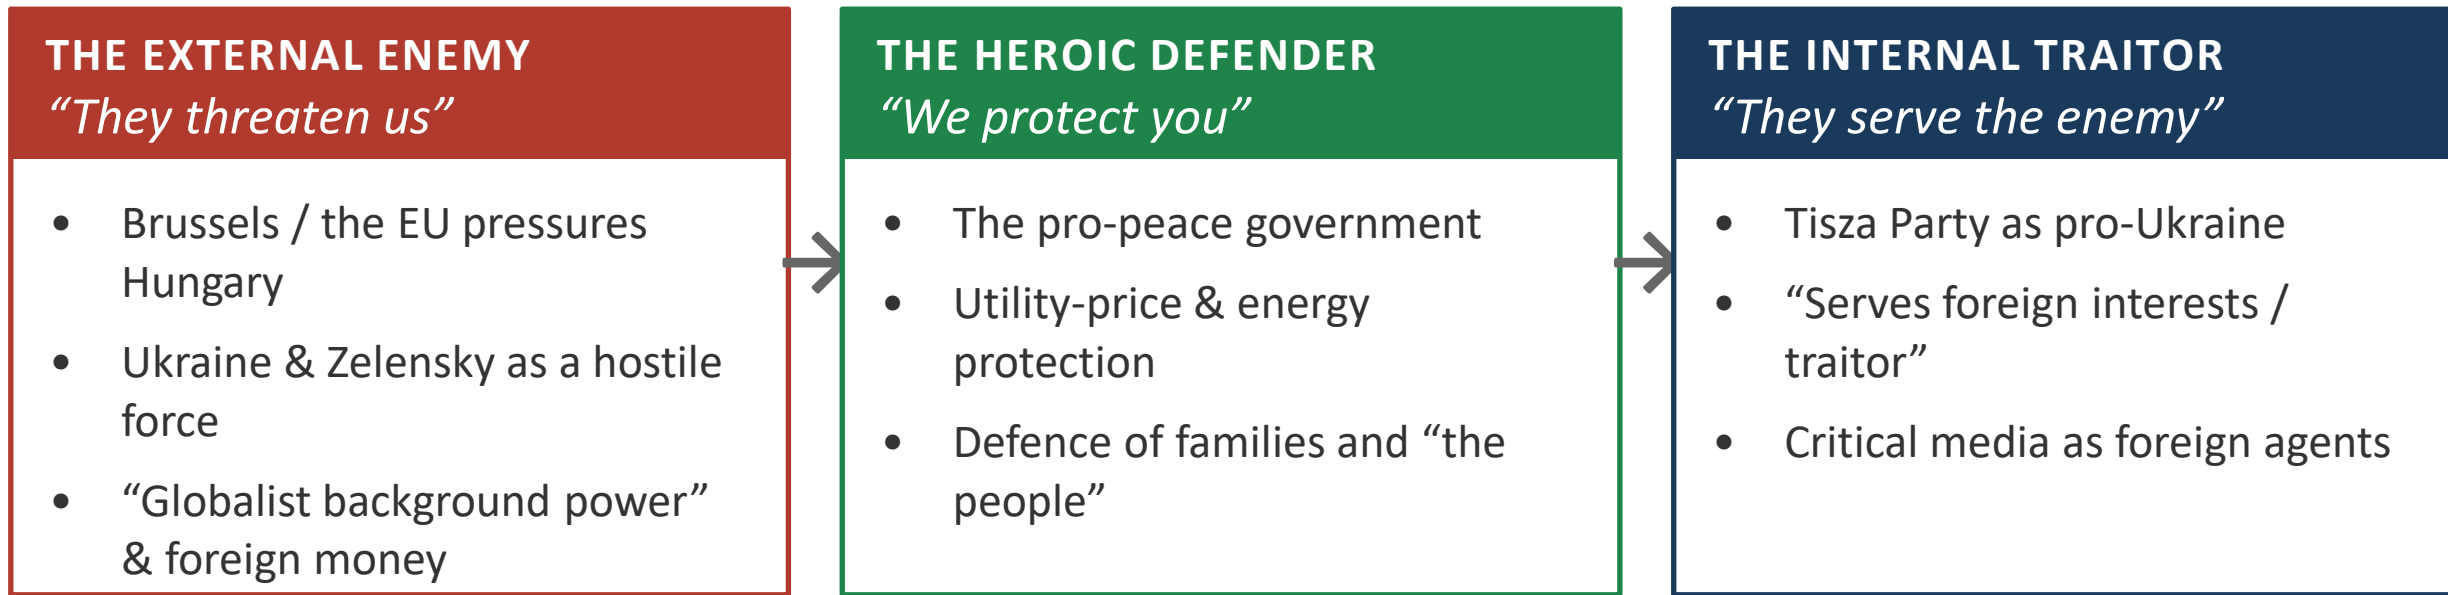 THE EXTERNAL ENEMY
“They threaten us”
• Brussels / the EU pressures
Hungary
• Ukraine & Zelensky as a hostile
force
• “Globalist background power”
& foreign money
THE HEROIC DEFENDER
“We protect you”
• The pro-peace government
• Utility-price & energy
protection
• Defence of families and “the
people”
THE INTERNAL TRAITOR
“They serve the enemy”
• Tisza Party as pro-Ukraine
• “Serves foreign interests /
traitor”
• Critical media as foreign agents